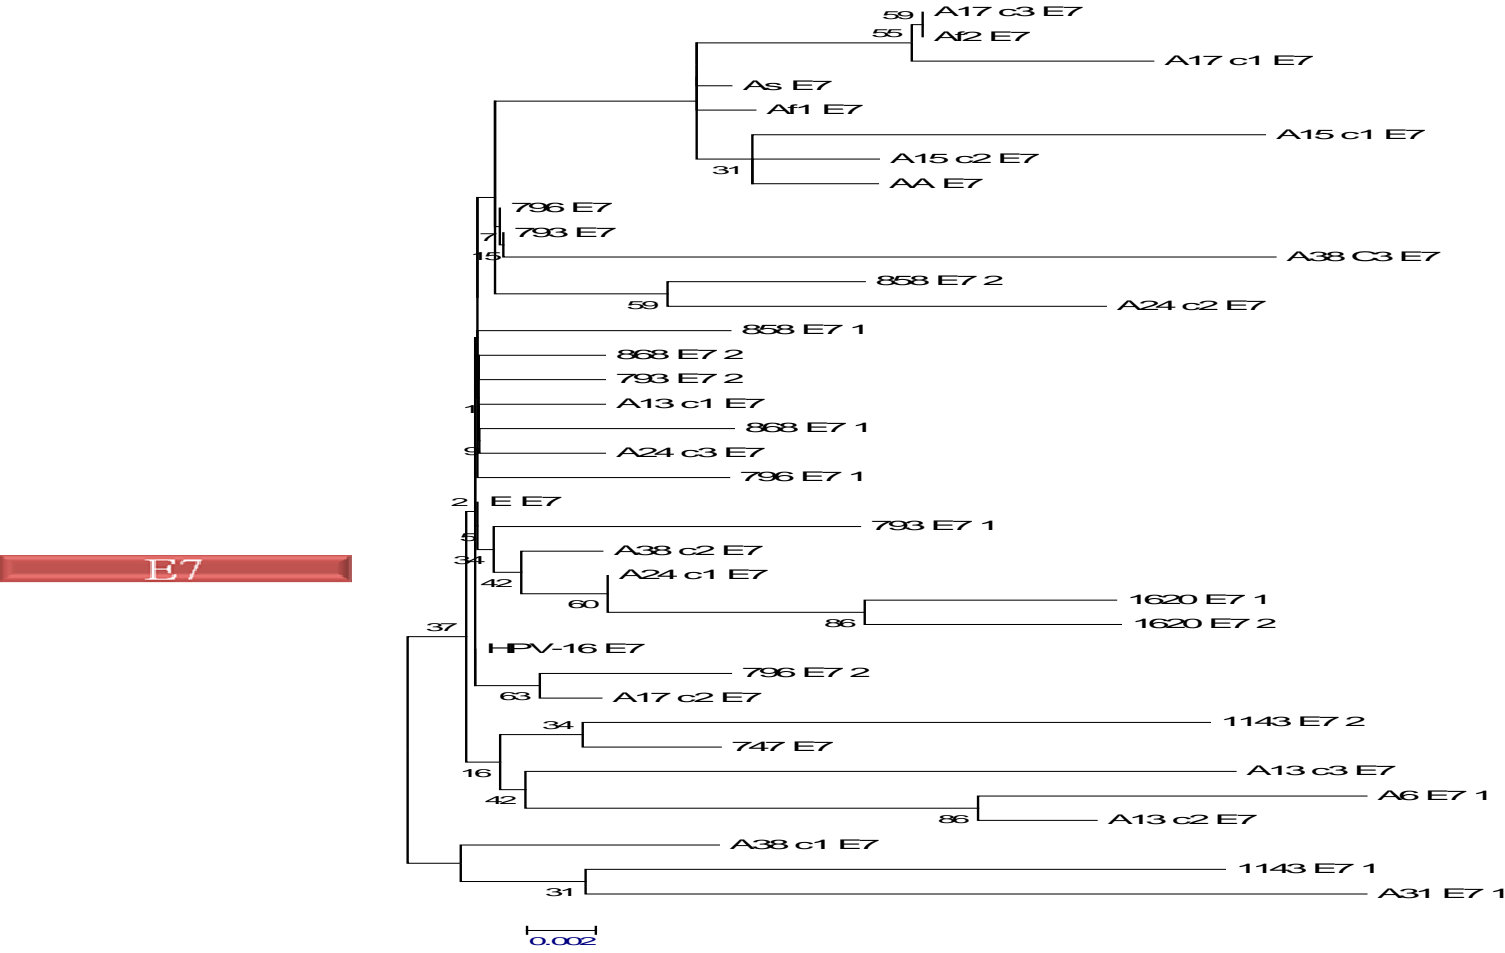 59
A17 c3 E7
55
Af2 E7
A17 c1 E7
As E7
Af1 E7
A15 c1 E7
A15 c2 E7
31
AA E7
796 E7
7
793 E7
15
A38 C3 E7
858 E7 2
59
A24 c2 E7
858 E7 1
868 E7 2
793 E7 2
A13 c1 E7
1
868 E7 1
9
A24 c3 E7
796 E7 1
2
E E7
793 E7 1
5
A38 c2 E7
34
A24 c1 E7
E7
42
1620 E7 1
60
1620 E7 2
86
37
HPV-16 E7
796 E7 2
63
A17 c2 E7
1143 E7 2
34
747 E7
16
A13 c3 E7
A6 E7 1
42
A13 c2 E7
86
A38 c1 E7
1143 E7 1
31
A31 E7 1
0.002